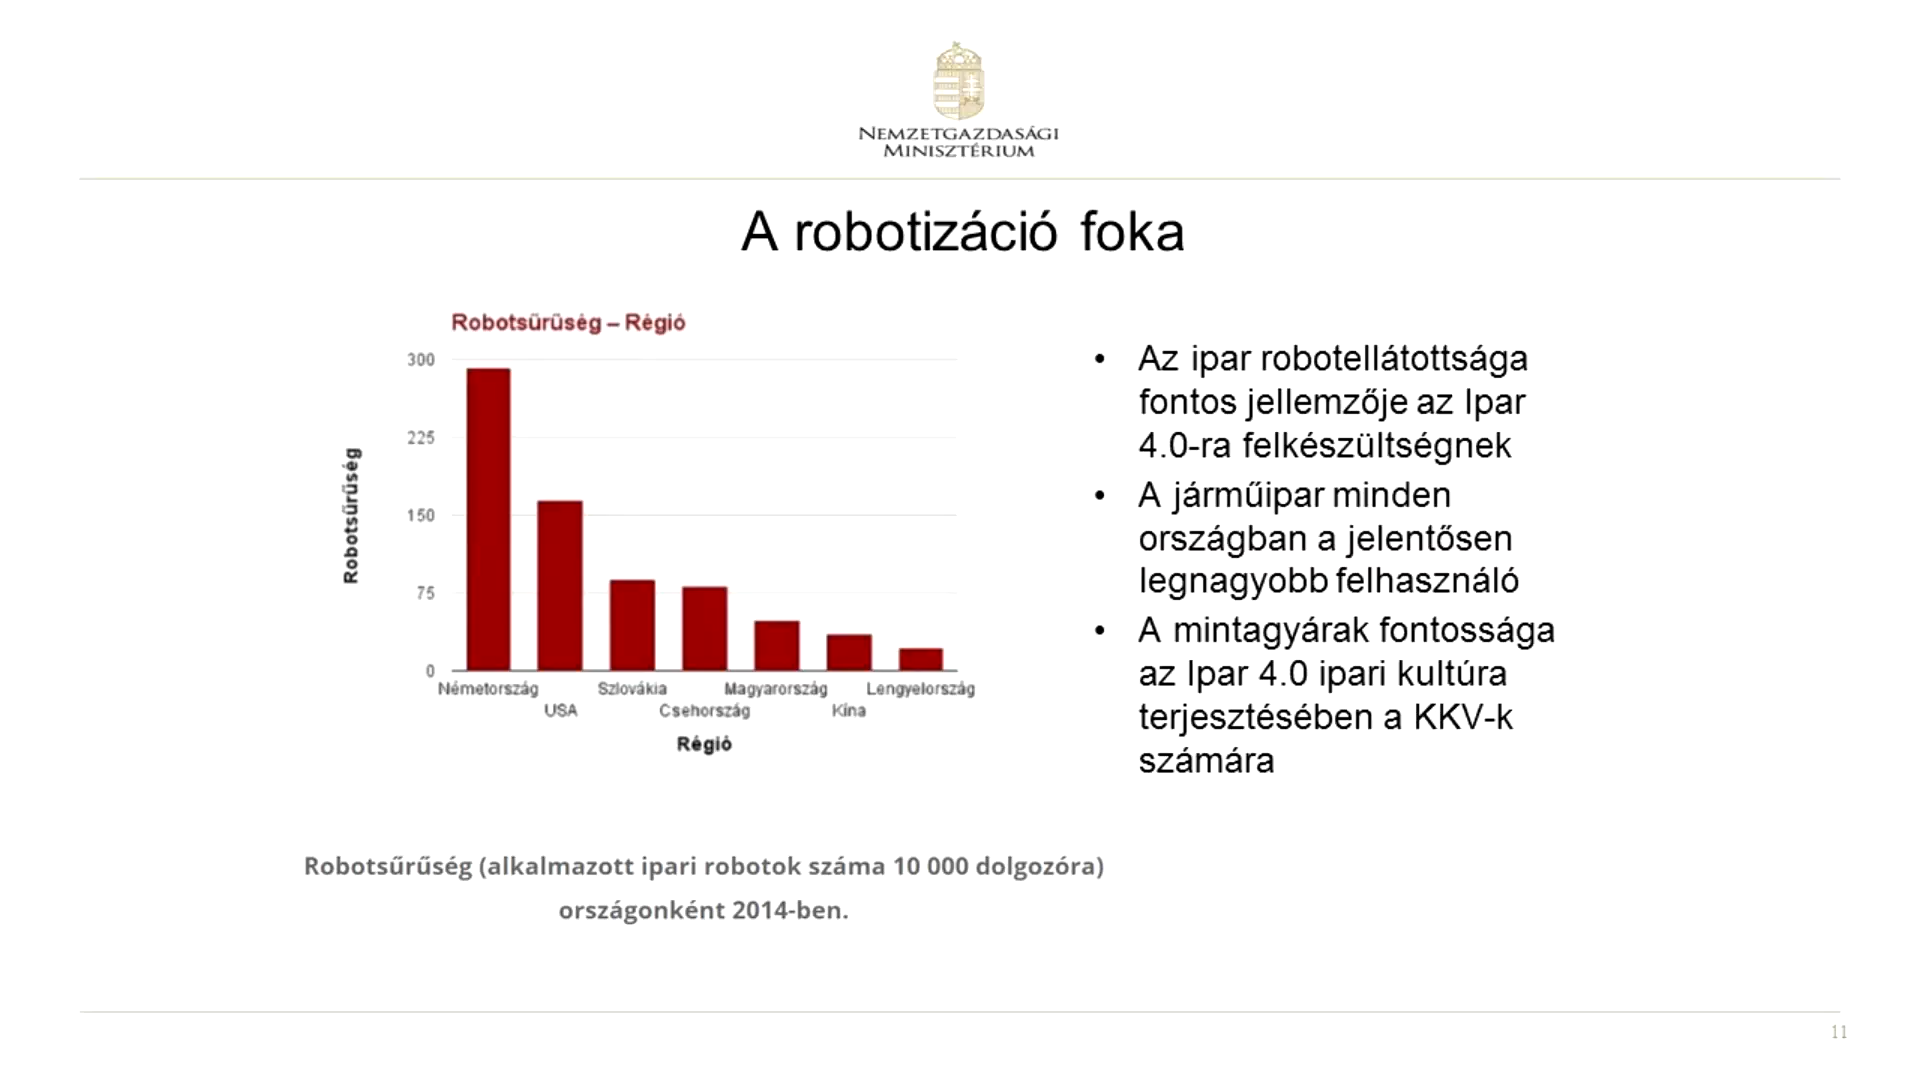 NEMZETGAZDASÁGI
MINISZTÉRIUM
A robotizáció foka
Robotsűrűség – Régió
300
225
150
75
0
Robotsűrűség
Németország
USA
Szlovákia
Csehország
Magyarország
Kína
Lengyelország
Régió
• Az ipar robotellátottsága
fontos jellemzője az Ipar
4.0-ra felkészültségnek
• A járműipar minden
országban a jelentősen
legnagyobb felhasználó
• A mintagyárak fontossága
az Ipar 4.0 ipari kultúra
terjesztésében a KKV-k
számára
Robotsűrűség (alkalmazott ipari robotok száma 10 000 dolgozóra)
országonként 2014-ben.
11